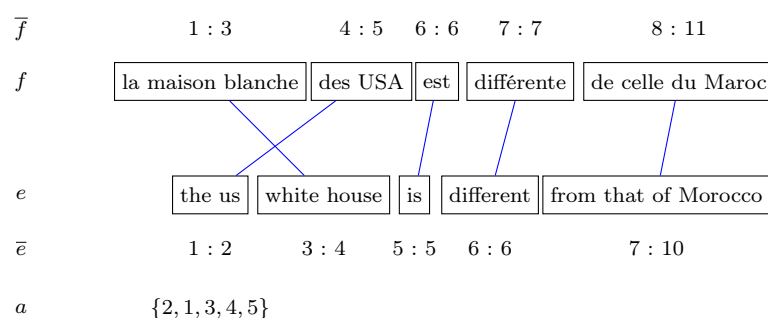 f̅ 1 : 3 4 : 5 6 : 6 7 : 7 8 : 11
f la maison blanche des USA est différente de celle du Maroc
e the us white house is different from that of Morocco
e̅ 1 : 2 3 : 4 5 : 5 6 : 6 7 : 10
a {2, 1, 3, 4, 5}